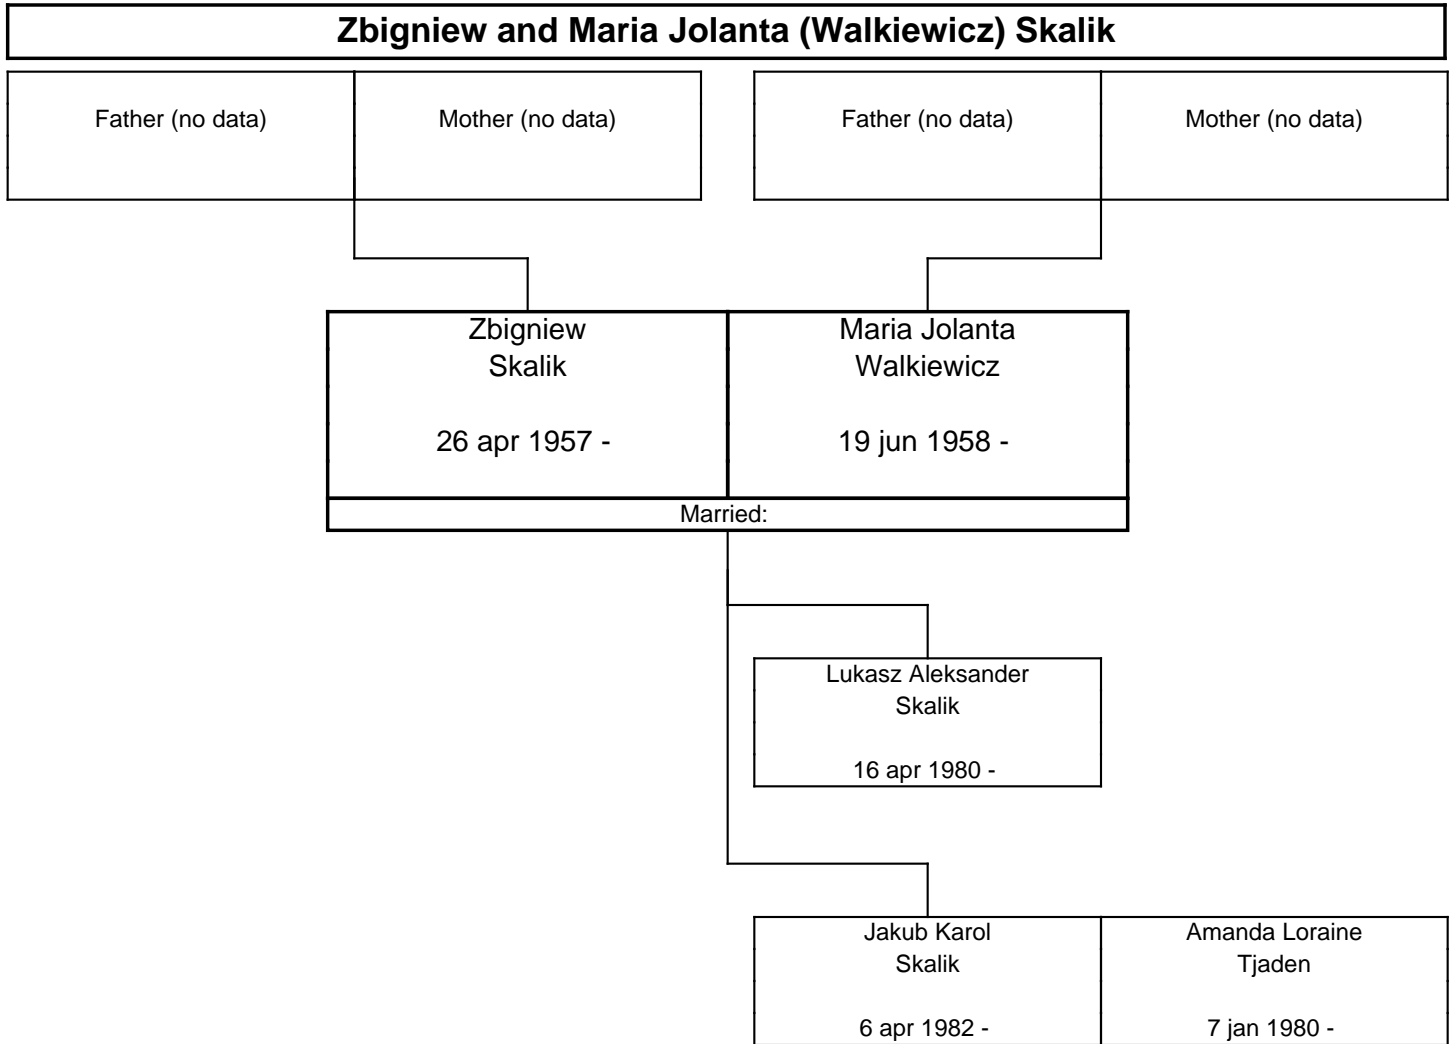 Zbigniew and Maria Jolanta (Walkiewicz) Skalik
Father (no data)
Mother (no data)
Father (no data)
Mother (no data)
Zbigniew
Skalik
26 apr 1957 -
Maria Jolanta
Walkiewicz
19 jun 1958 -
Married:
Lukasz Aleksander
Skalik
16 apr 1980 -
Jakub Karol
Skalik
6 apr 1982 -
Amanda Loraine
Tjaden
7 jan 1980 -